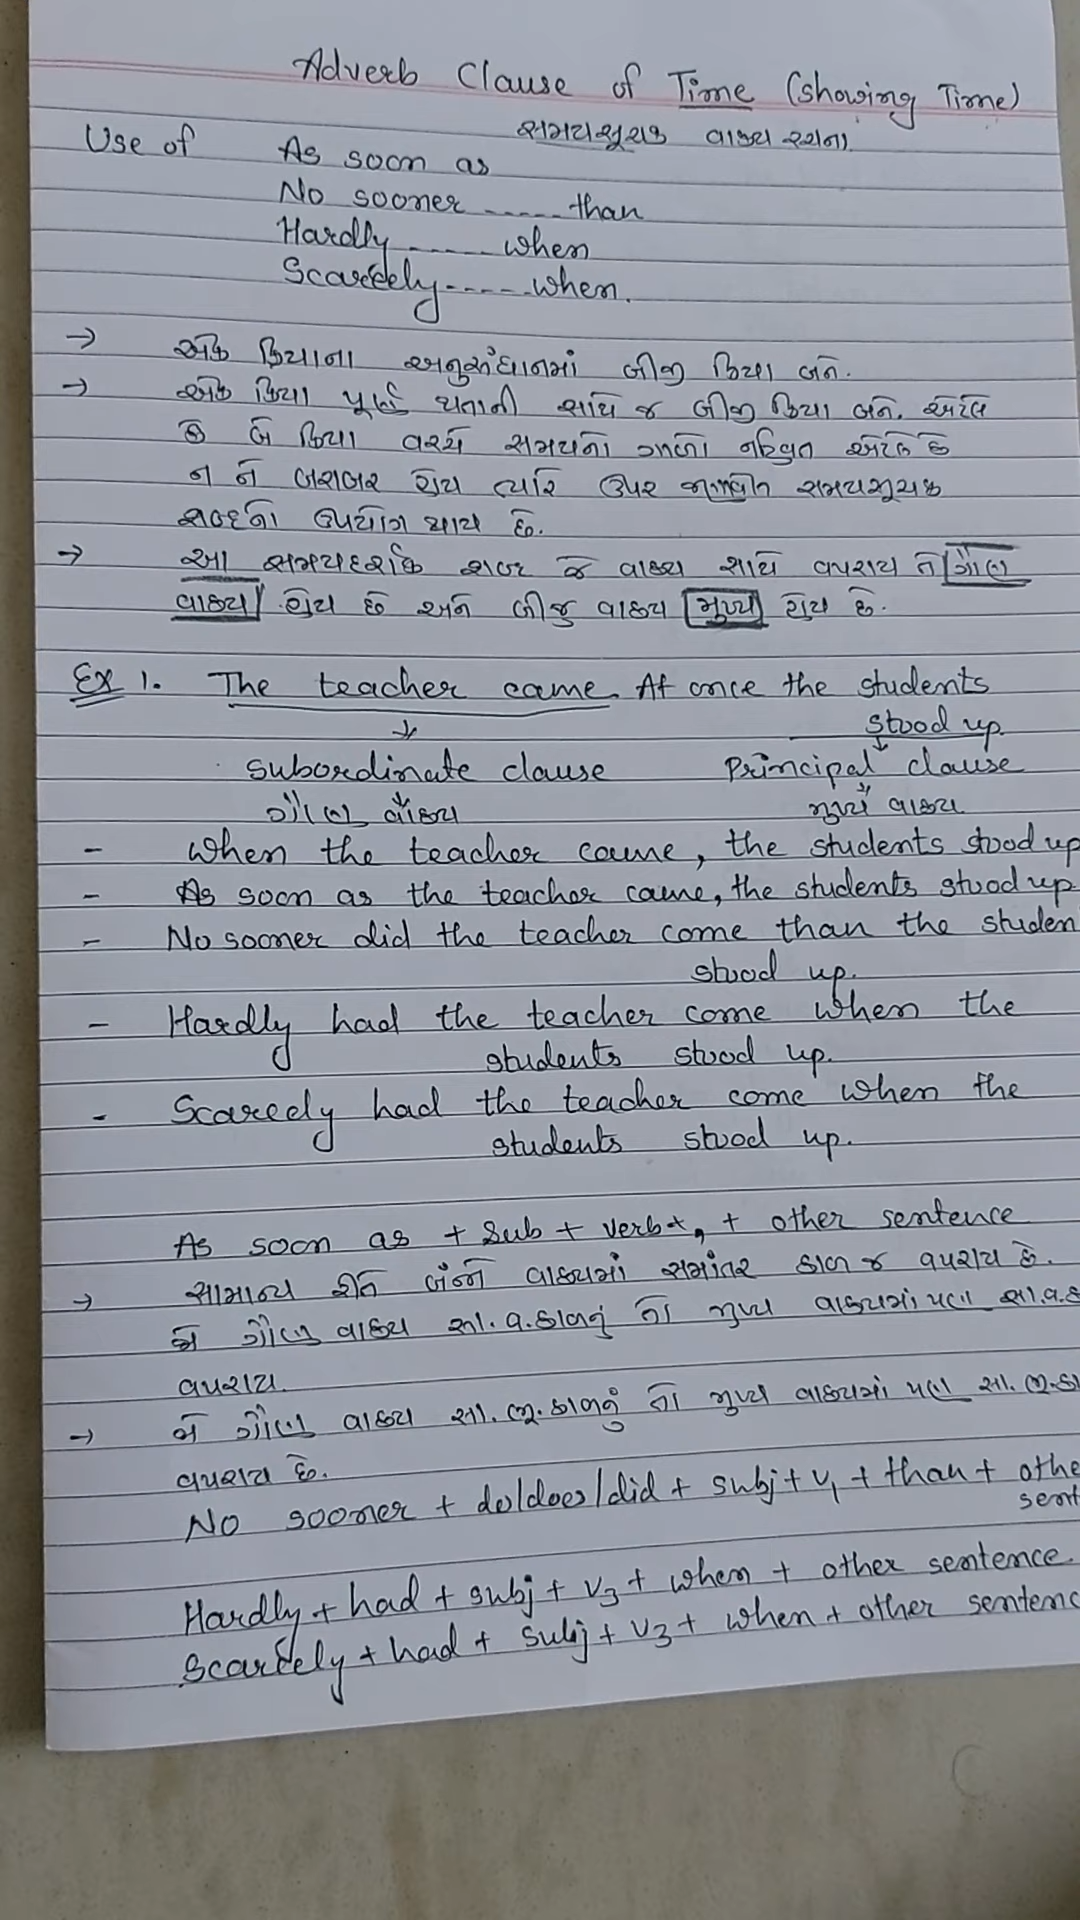 Adverb Clause of Time (showing Time)
સમયસૂચક વાક્ય રચના
Use of As soon as
No sooner ----- than
Hardly ----- when
Scarcely ----- when.
→ એક ક્રિયાના અનુસંધાનમાં બીજી ક્રિયા બને.
→ એક ક્રિયા પૂર્ણ થતાની સાથે જ બીજી ક્રિયા બને. એટલે
કે બે ક્રિયા વચ્ચે સમયનો ગાળો નહિવત એટલે કે
ન ને બરાબર હોય ત્યારે ઉપર મુજબ સમયસૂચક
શબ્દનો ઉપયોગ થાય છે.
→ આ સમયદર્શક શબ્દ જે વાક્ય સાથે વપરાય તે ગૌણ
વાક્ય હોય છે અને બીજુ વાક્ય મુખ્ય હોય છે.
Ex 1. The teacher came. At once the students
stood up.
subordinate clause Principal clause
ગૌણ વાક્ય મુખ્ય વાક્ય
- When the teacher came, the students stood up
- As soon as the teacher came, the students stood up.
- No sooner did the teacher come than the studen
stood up.
- Hardly had the teacher come when the
students stood up.
- Scarcely had the teacher come when the
students stood up.
As soon as + Sub + verb + other sentence
→ સામાન્ય રીતે બંને વાક્યમાં સમાંતર કાળ જ વપરાય છે.
જો ગૌણ વાક્ય સા.વ.કાળનું તો મુખ્ય વાક્યમાં પણ સા.વ.ક
વપરાય.
→ જો ગૌણ વાક્ય સા.ભૂ.કાળનું તો મુખ્ય વાક્યમાં પણ સા.ભૂ.કા
વપરાય છે.
No sooner + do/does/did + subj + V1 + than + othe
sent
Hardly + had + subj + V3 + when + other sentence.
Scarcely + had + subj + V3 + when + other sentenc